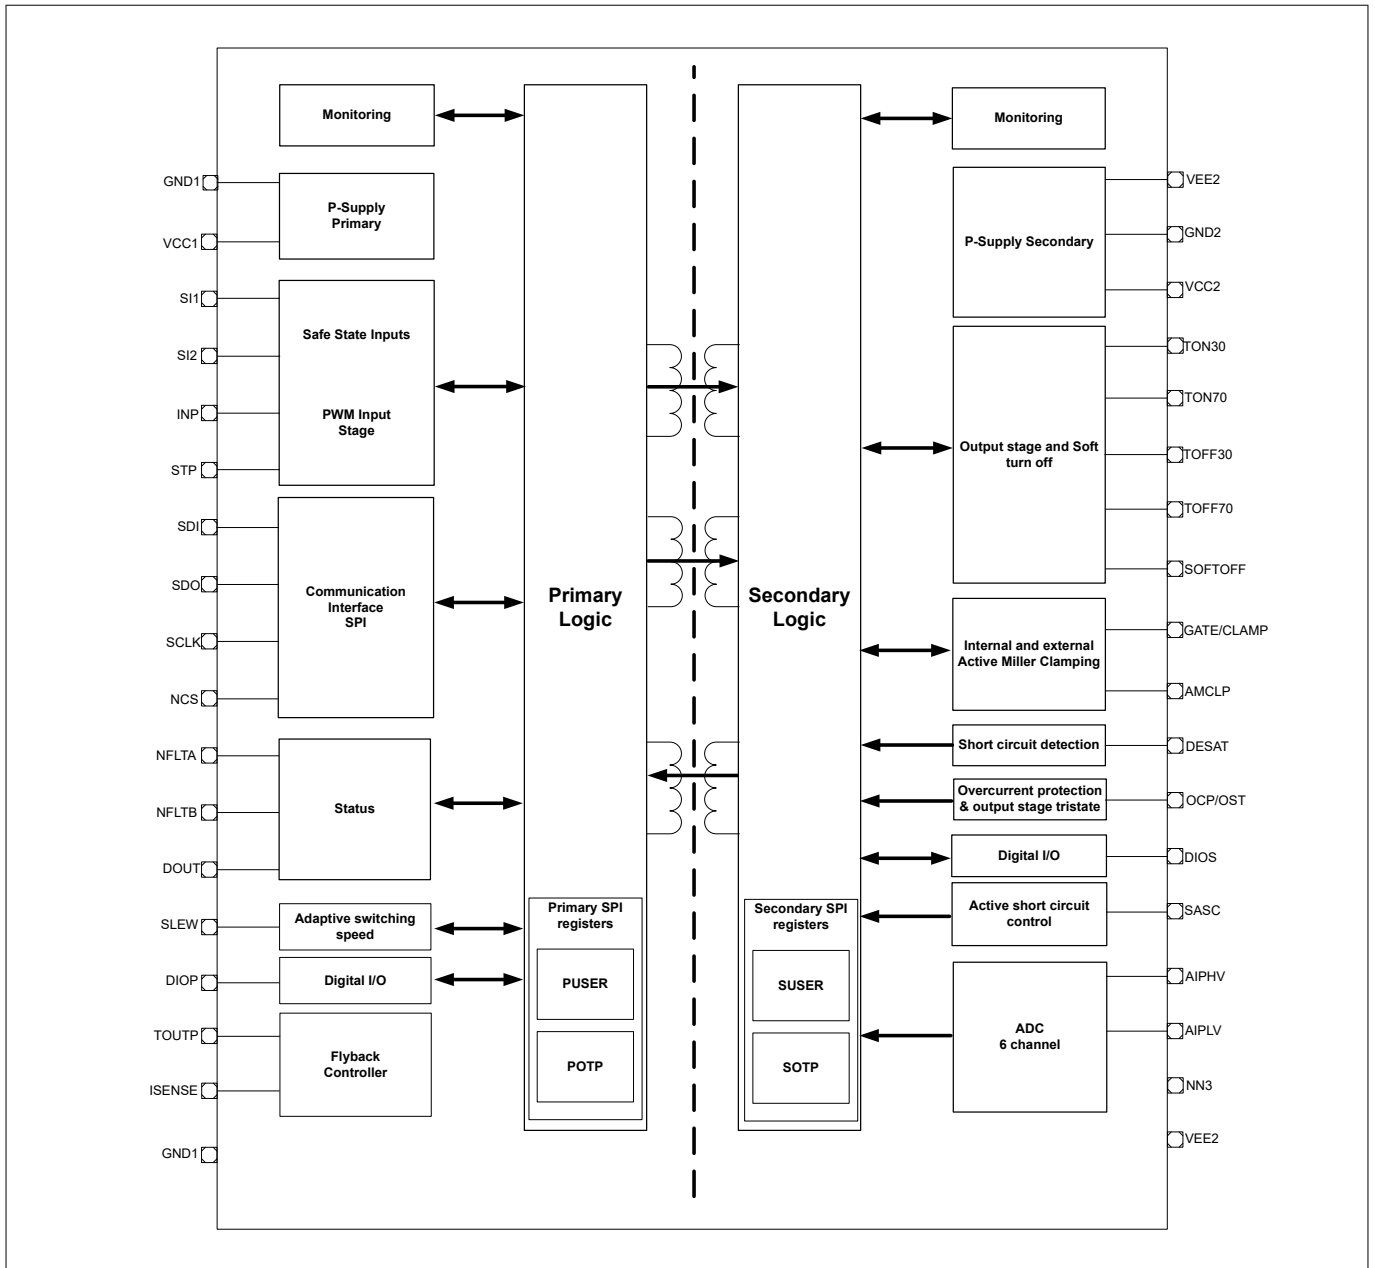 Monitoring
GND1
P-Supply
Primary
VCC1
SI1
Safe State Inputs
SI2
INP
PWM Input
Stage
STP
SDI
SDO
Communication
Interface
SPI
SCLK
NCS
NFLTA
Status
NFLTB
DOUT
SLEW
Adaptive switching
speed
DIOP
Digital I/O
TOUTP
Flyback
Controller
ISENSE
GND1
Primary
Logic
Primary SPI
registers
PUSER
POTP
Secondary
Logic
Secondary SPI
registers
SUSER
SOTP
Monitoring
VEE2
P-Supply Secondary
GND2
VCC2
TON30
TON70
Output stage and Soft
turn off
TOFF30
TOFF70
SOFTOFF
Internal and external
Active Miller Clamping
GATE/CLAMP
AMCLP
Short circuit detection
DESAT
Overcurrent protection
& output stage tristate
OCP/OST
Digital I/O
DIOS
Active short circuit
control
SASC
AIPHV
ADC
6 channel
AIPLV
NN3
VEE2